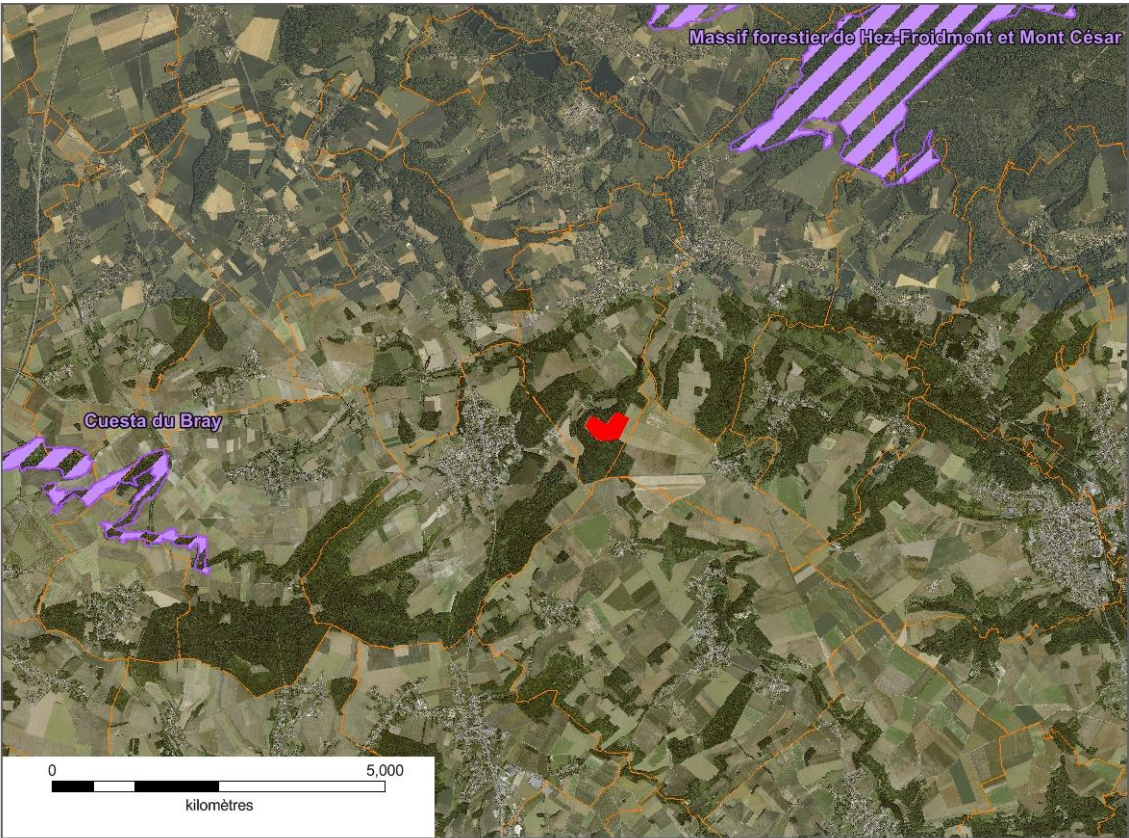 Massif forestier de Hez-Froidmont et Mont César
Cuesta du Bray
0 5,000
kilomètres